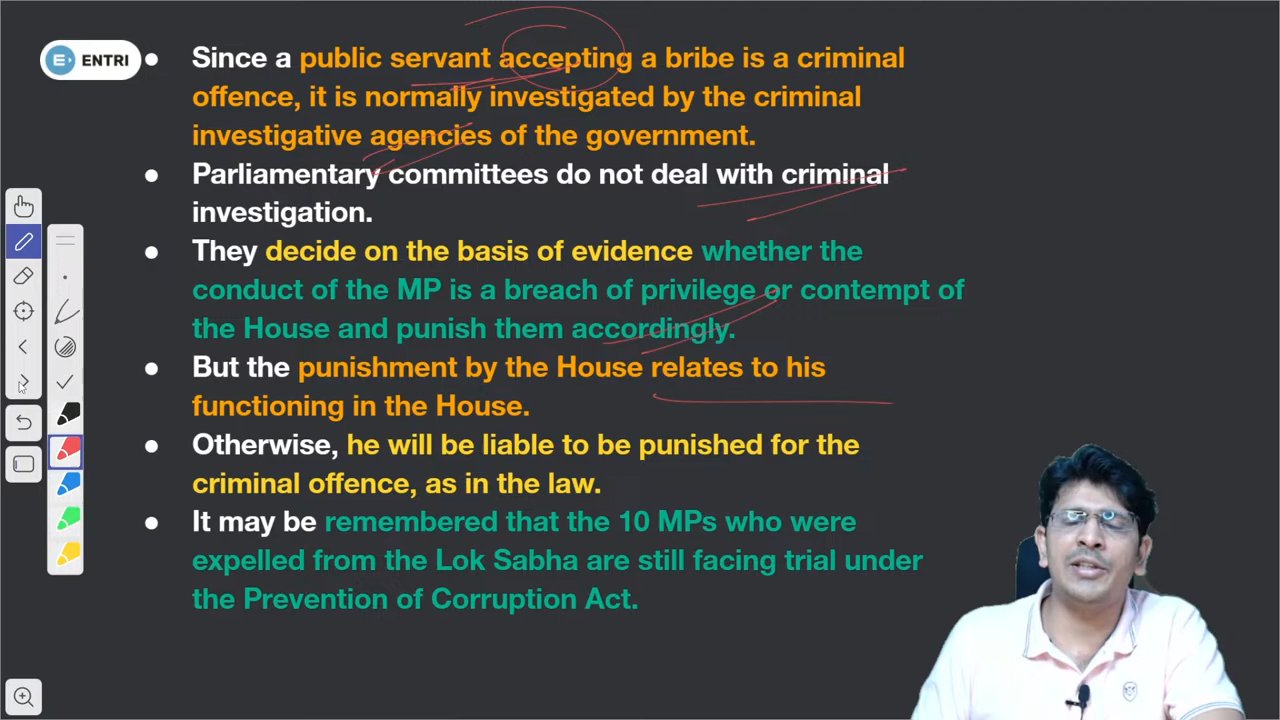 ENTRI
● Since a public servant accepting a bribe is a criminal
offence, it is normally investigated by the criminal
investigative agencies of the government.
● Parliamentary committees do not deal with criminal
investigation.
● They decide on the basis of evidence whether the
conduct of the MP is a breach of privilege or contempt of
the House and punish them accordingly.
● But the punishment by the House relates to his
functioning in the House.
● Otherwise, he will be liable to be punished for the
criminal offence, as in the law.
● It may be remembered that the 10 MPs who were
expelled from the Lok Sabha are still facing trial under
the Prevention of Corruption Act.